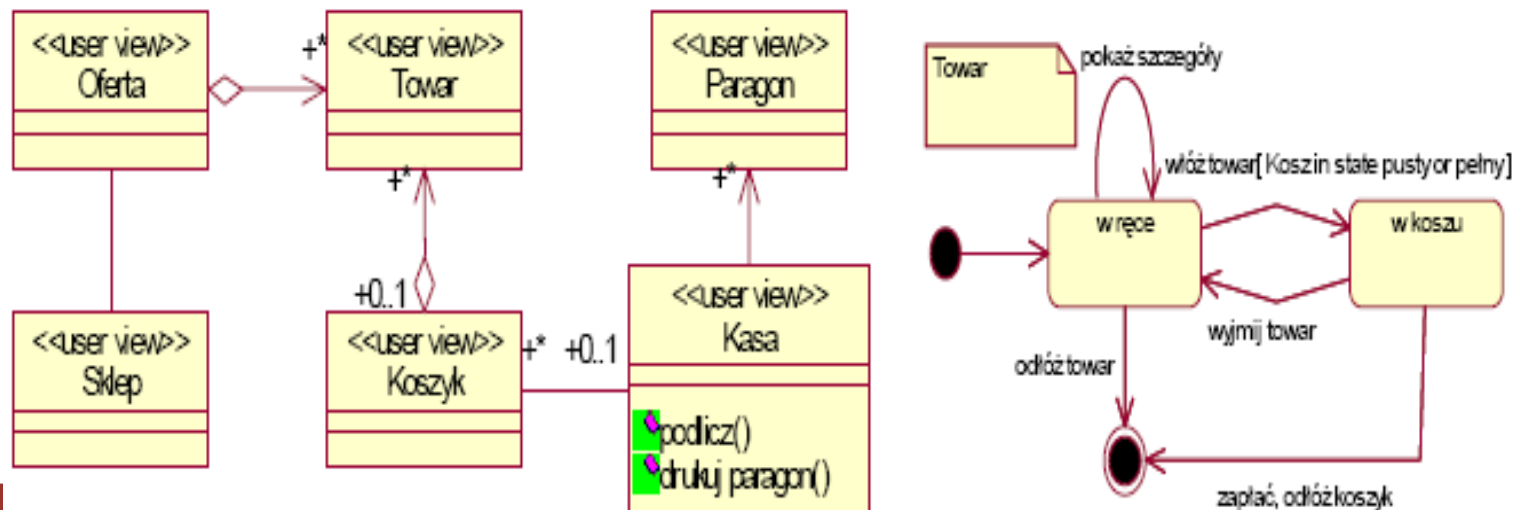 <<user view>>
Oferta
+*
<<user view>>
Towar
<<user view>>
Paragon
+*
+*
+0..1
<<user view>>
Sklep
<<user view>>
Koszyk
+*
+0..1
<<user view>>
Kasa
podlicz()
drukuj paragon()
Towar
pokaż szczegóły
włóż towar[ Kosz in state pusty or pełny]
w ręce
w koszu
wyjmij towar
odłóż towar
zapłać, odłóż koszyk